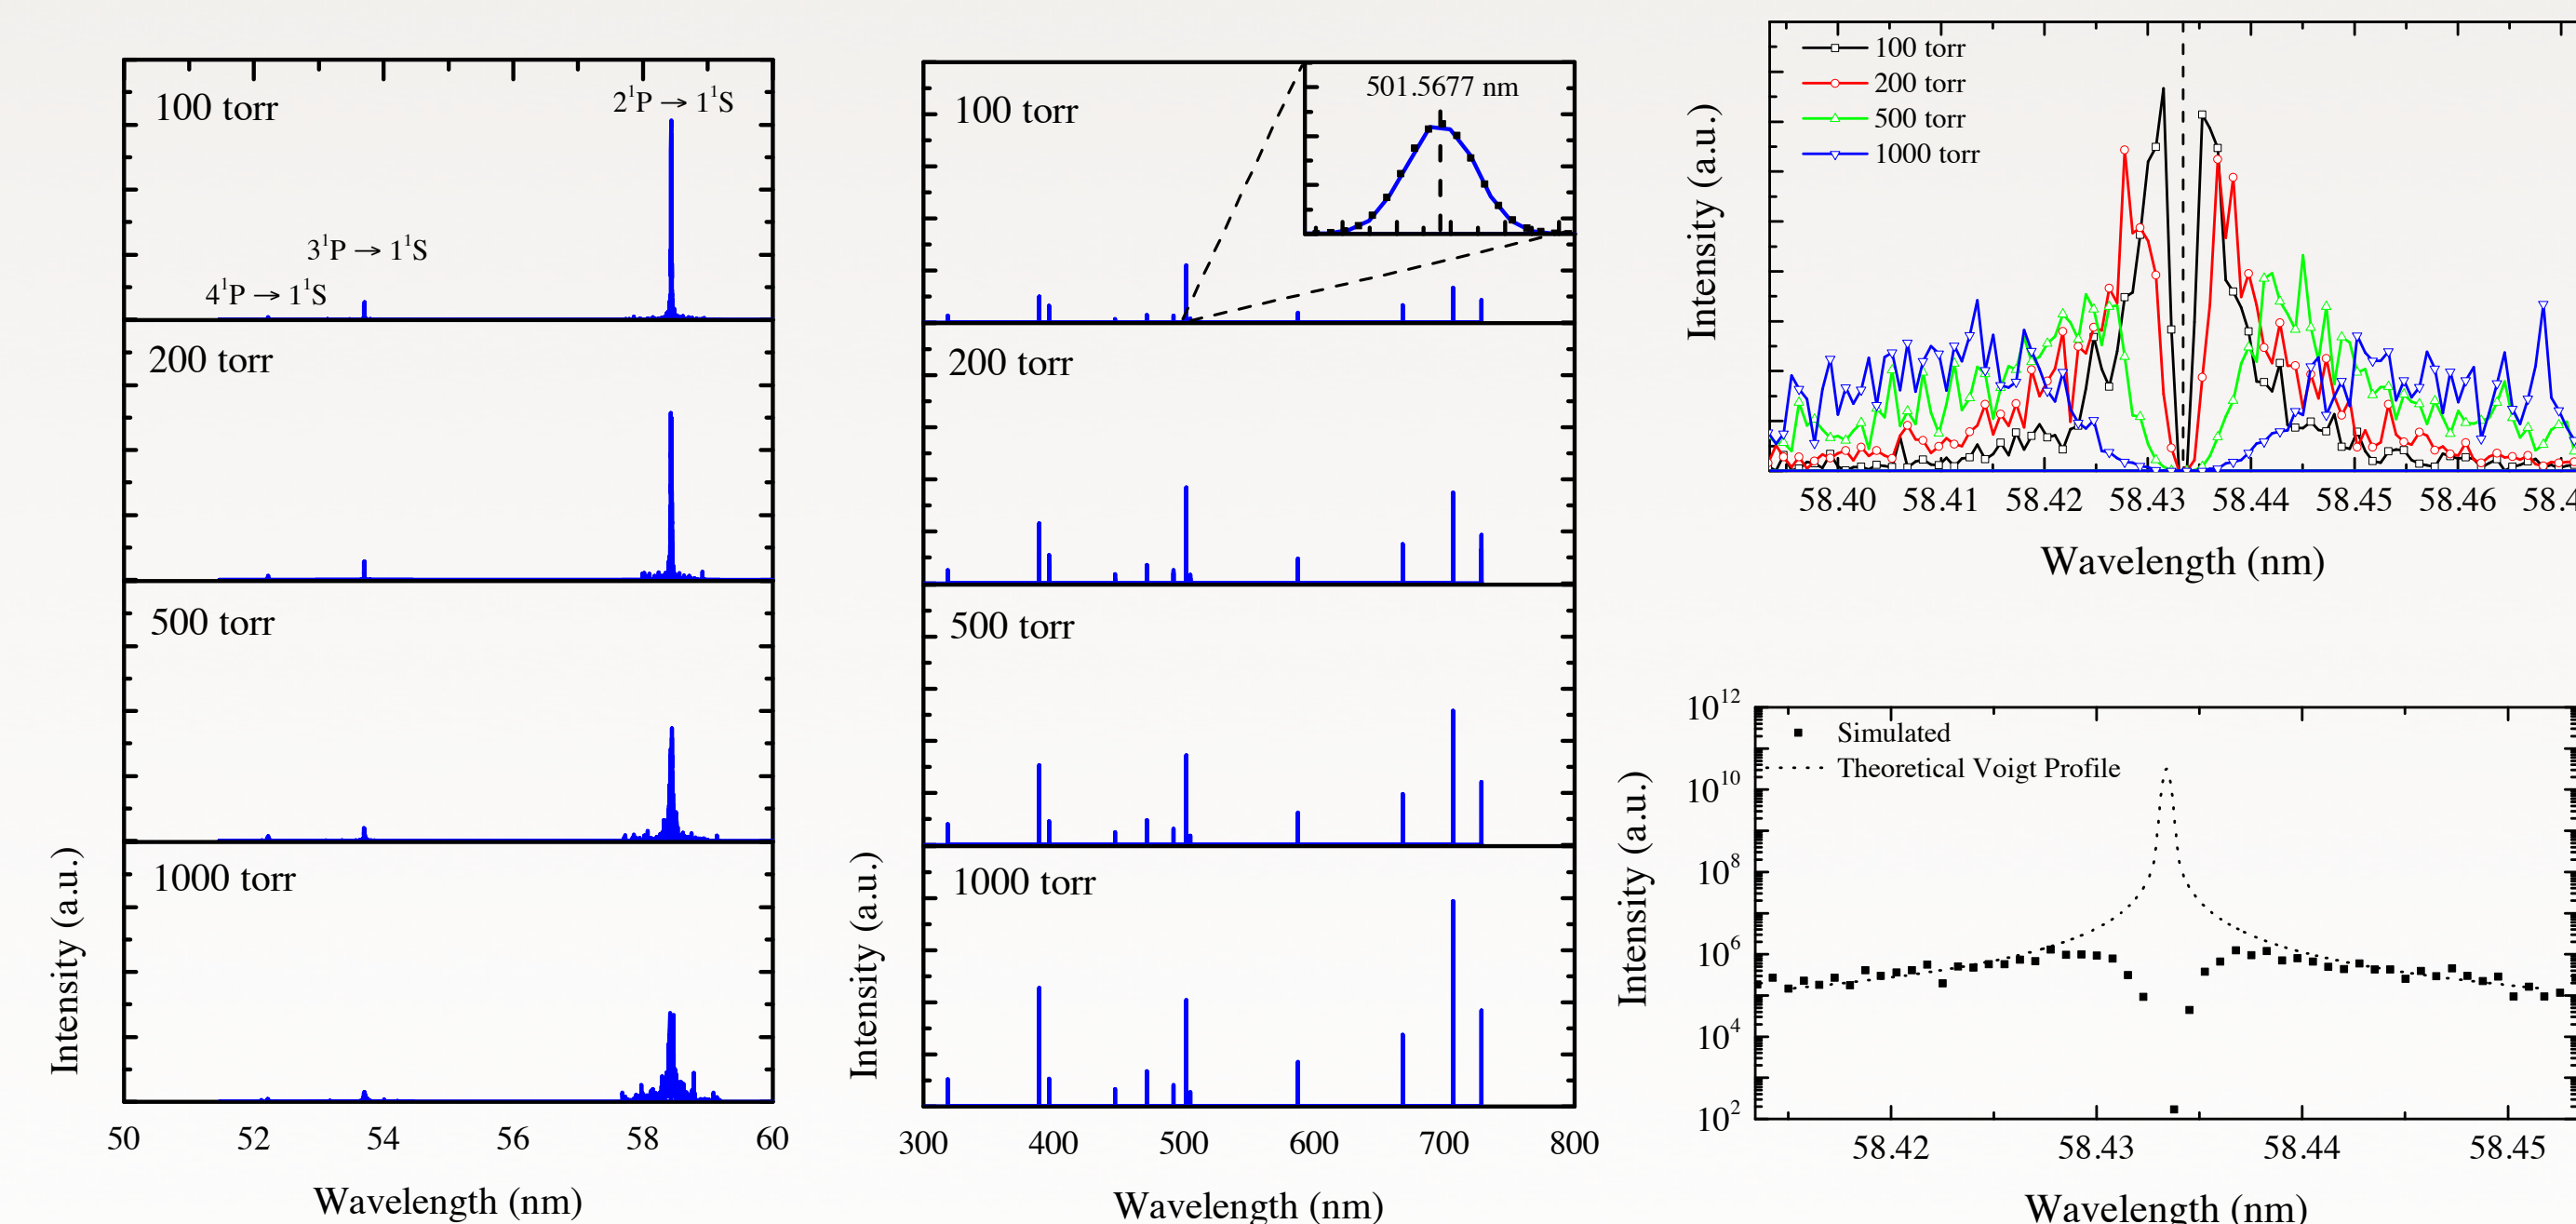 100 torr
2¹P → 1¹S
3¹P → 1¹S
4¹P → 1¹S
200 torr
500 torr
1000 torr
Intensity (a.u.)
50 52 54 56 58 60
Wavelength (nm)
100 torr
501.5677 nm
200 torr
500 torr
1000 torr
Intensity (a.u.)
300 400 500 600 700 800
Wavelength (nm)
100 torr
200 torr
500 torr
1000 torr
Intensity (a.u.)
58.40 58.41 58.42 58.43 58.44 58.45 58.46 58.4
Wavelength (nm)
Simulated
Theoretical Voigt Profile
10¹²
10¹⁰
10⁸
10⁶
10⁴
10²
Intensity (a.u.)
58.42 58.43 58.44 58.45
Wavelength (nm)